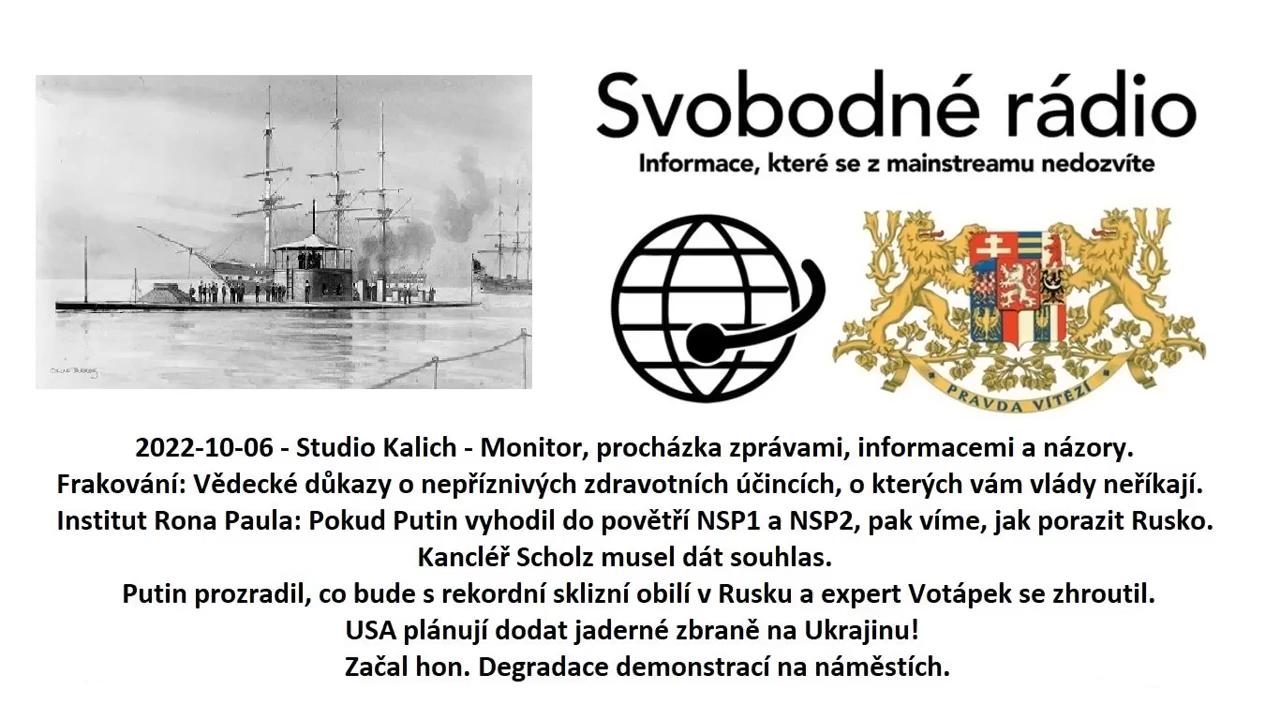 Svobodné rádio
Informace, které se z mainstreamu nedozvíte
PRAVDA VÍTĚZÍ
2022-10-06 - Studio Kalich - Monitor, procházka zprávami, informacemi a názory.
Frakování: Vědecké důkazy o nepříznivých zdravotních účincích, o kterých vám vlády neříkají.
Institut Rona Paula: Pokud Putin vyhodil do povětří NSP1 a NSP2, pak víme, jak porazit Rusko.
Kancléř Scholz musel dát souhlas.
Putin prozradil, co bude s rekordní sklizní obilí v Rusku a expert Votápek se zhroutil.
USA plánují dodat jaderné zbraně na Ukrajinu!
Začal hon. Degradace demonstrací na náměstích.